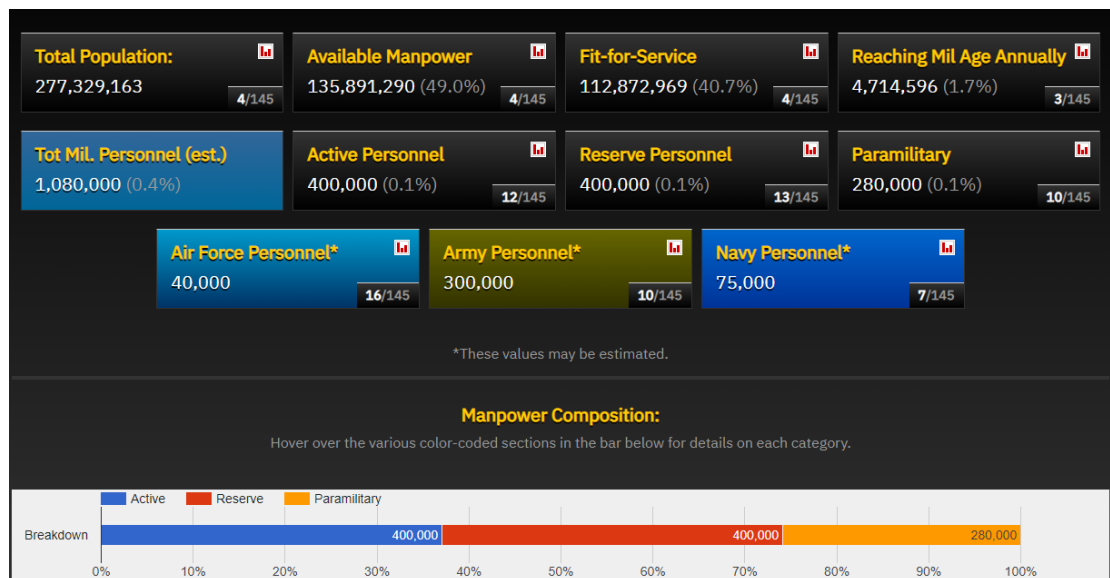 Total Population:
277,329,163
4/145
Available Manpower
135,891,290 (49.0%)
4/145
Fit-for-Service
112,872,969 (40.7%)
4/145
Reaching Mil Age Annually
4,714,596 (1.7%)
3/145
Tot Mil. Personnel (est.)
1,080,000 (0.4%)
Active Personnel
400,000 (0.1%)
12/145
Reserve Personnel
400,000 (0.1%)
13/145
Paramilitary
280,000 (0.1%)
10/145
Air Force Personnel*
40,000
16/145
Army Personnel*
300,000
10/145
Navy Personnel*
75,000
7/145
*These values may be estimated.
Manpower Composition:
Hover over the various color-coded sections in the bar below for details on each category.
Active Reserve Paramilitary
Breakdown 400,000 400,000 280,000
0% 10% 20% 30% 40% 50% 60% 70% 80% 90% 100%